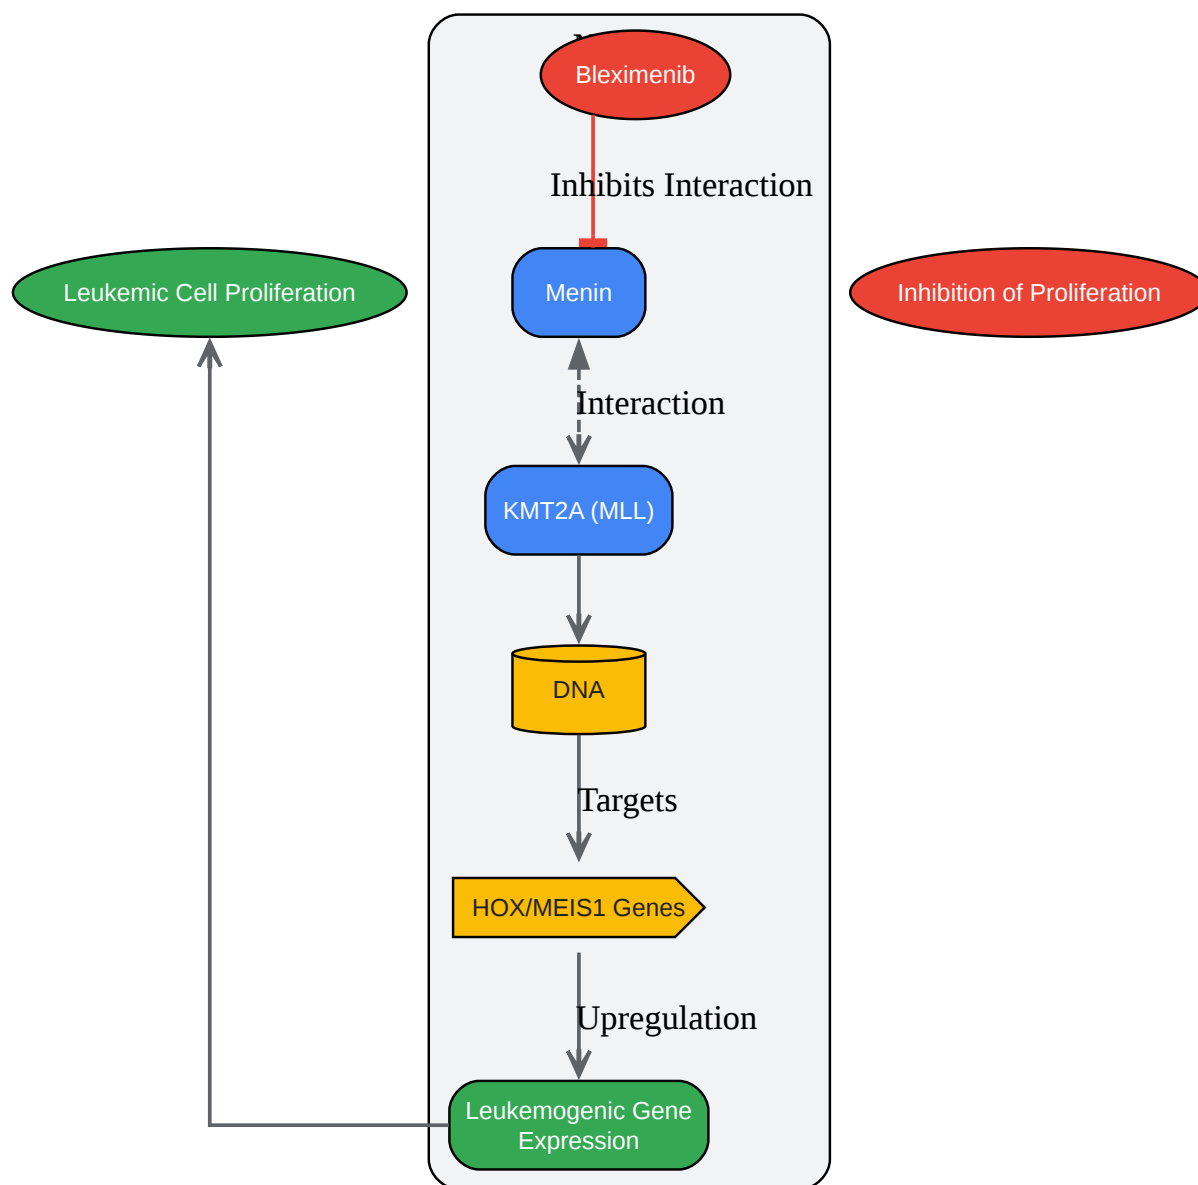 Bleximenib
Inhibits Interaction
Leukemic Cell Proliferation
Menin
Inhibition of Proliferation
Interaction
KMT2A (MLL)
DNA
Targets
HOX/MEIS1 Genes
Upregulation
Leukemogenic Gene
Expression